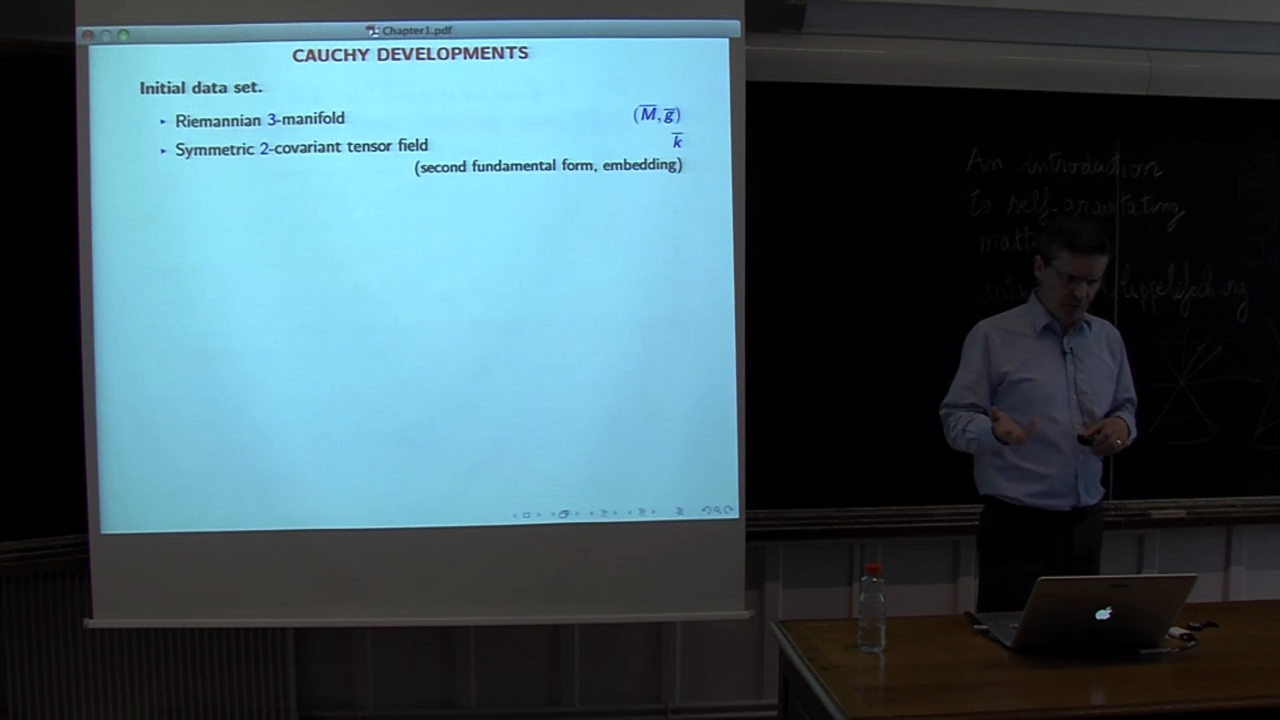 Chapter1.pdf
CAUCHY DEVELOPMENTS
Initial data set.
‣ Riemannian 3-manifold (M̅, g̅)
‣ Symmetric 2-covariant tensor field k̅
(second fundamental form, embedding)
An introduction
to self-gravitating